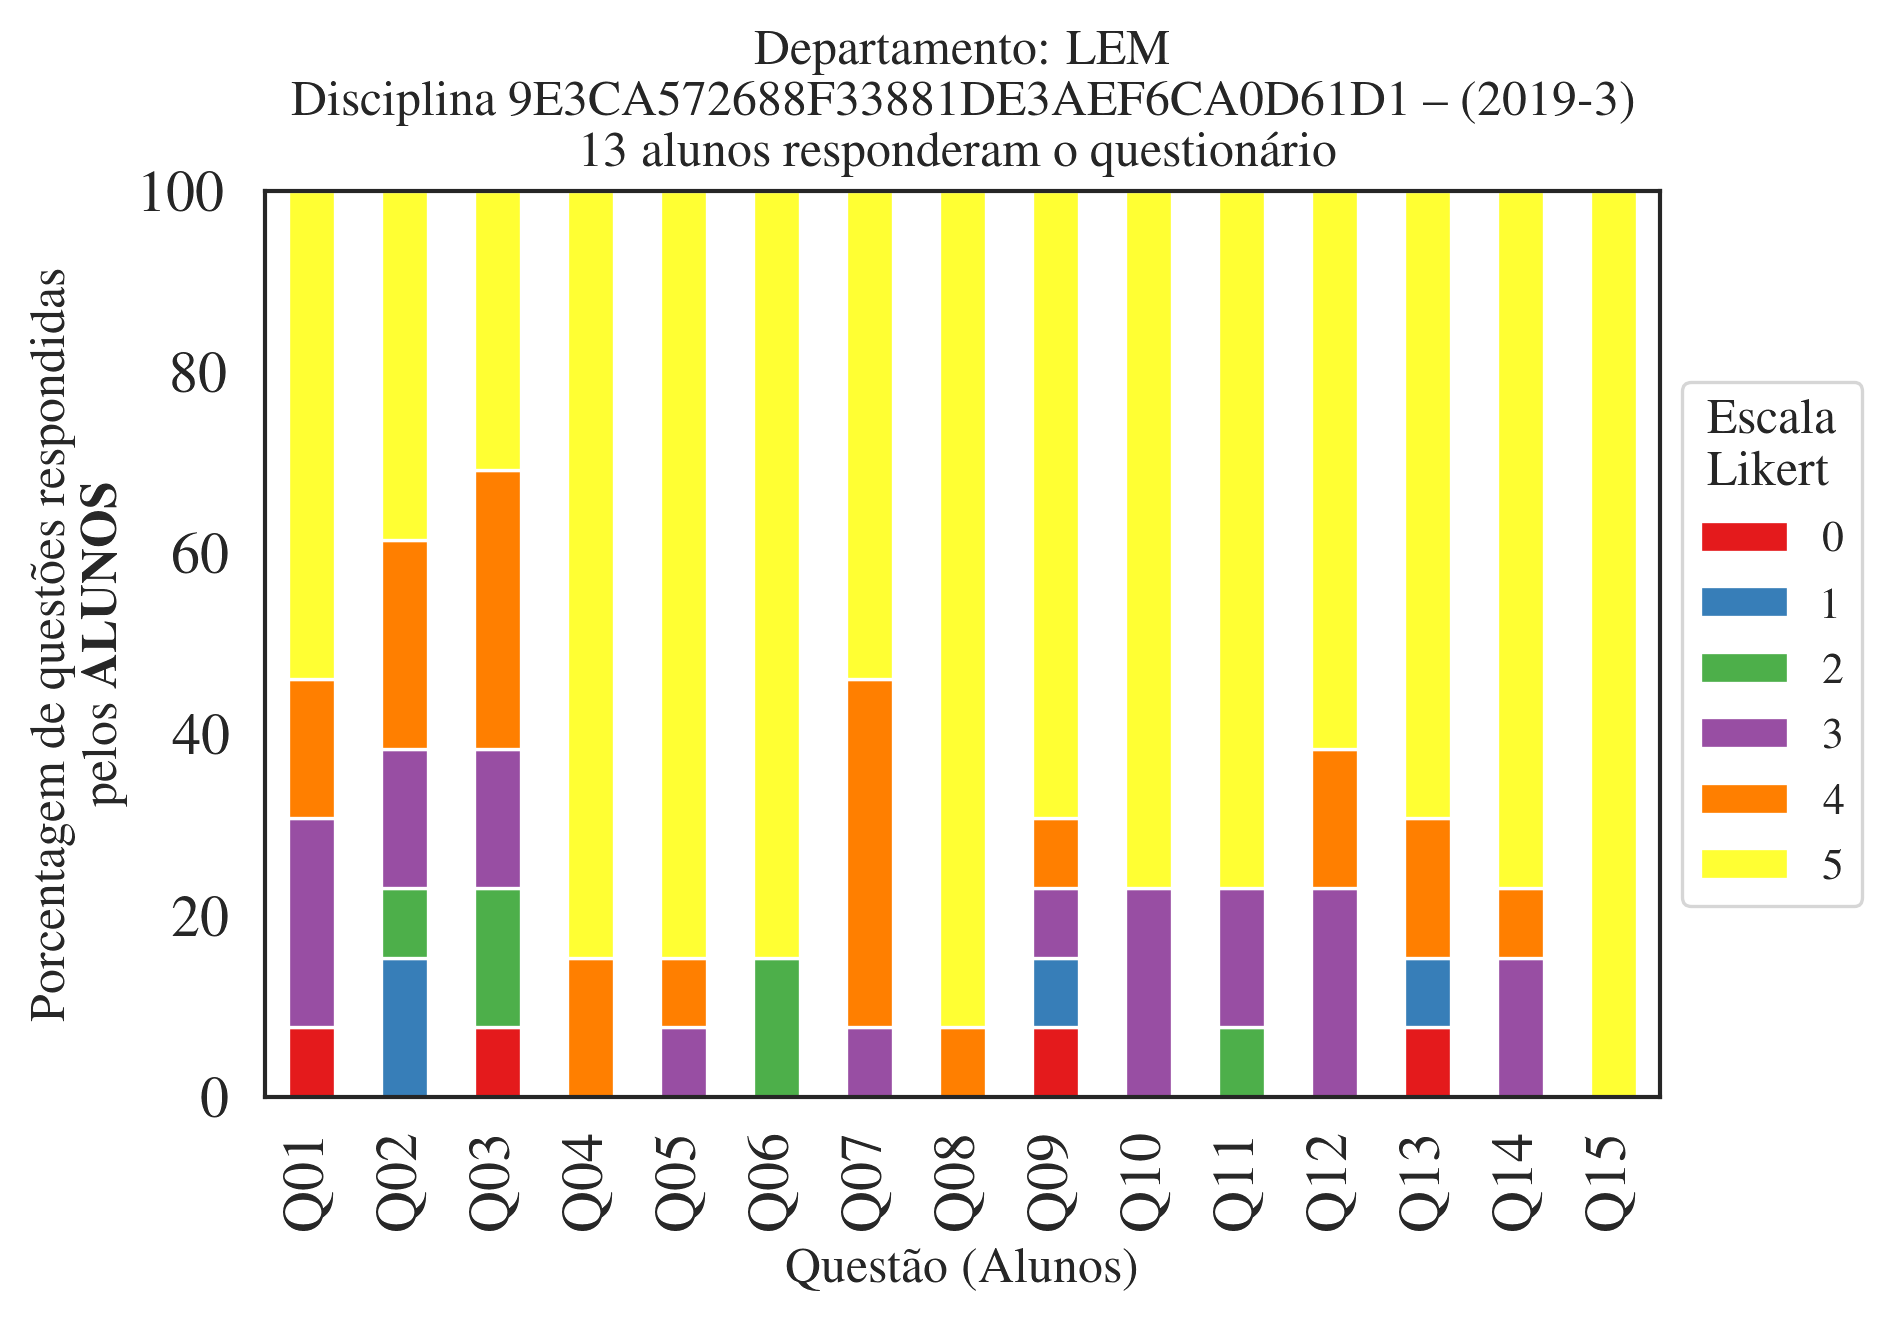 Departamento: LEM
Disciplina 9E3CA572688F33881DE3AEF6CA0D61D1 – (2019-3)
13 alunos responderam o questionário
Porcentagem de questões respondidas
pelos ALUNOS
100
80
60
40
20
0
Q01
Q02
Q03
Q04
Q05
Q06
Q07
Q08
Q09
Q10
Q11
Q12
Q13
Q14
Q15
Questão (Alunos)
Escala
Likert
0
1
2
3
4
5